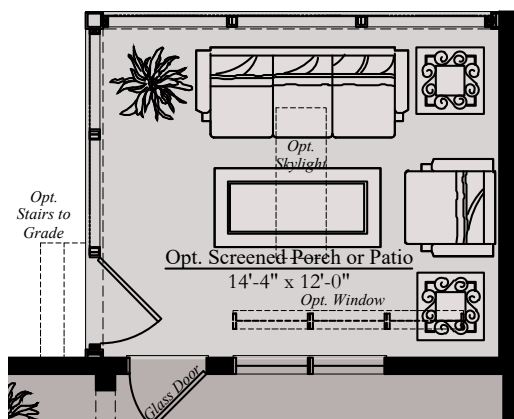 Opt.
Skylight
Opt.
Stairs to
Grade
Opt. Screened Porch or Patio
14'-4" x 12'-0"
Opt. Window
Glass Door